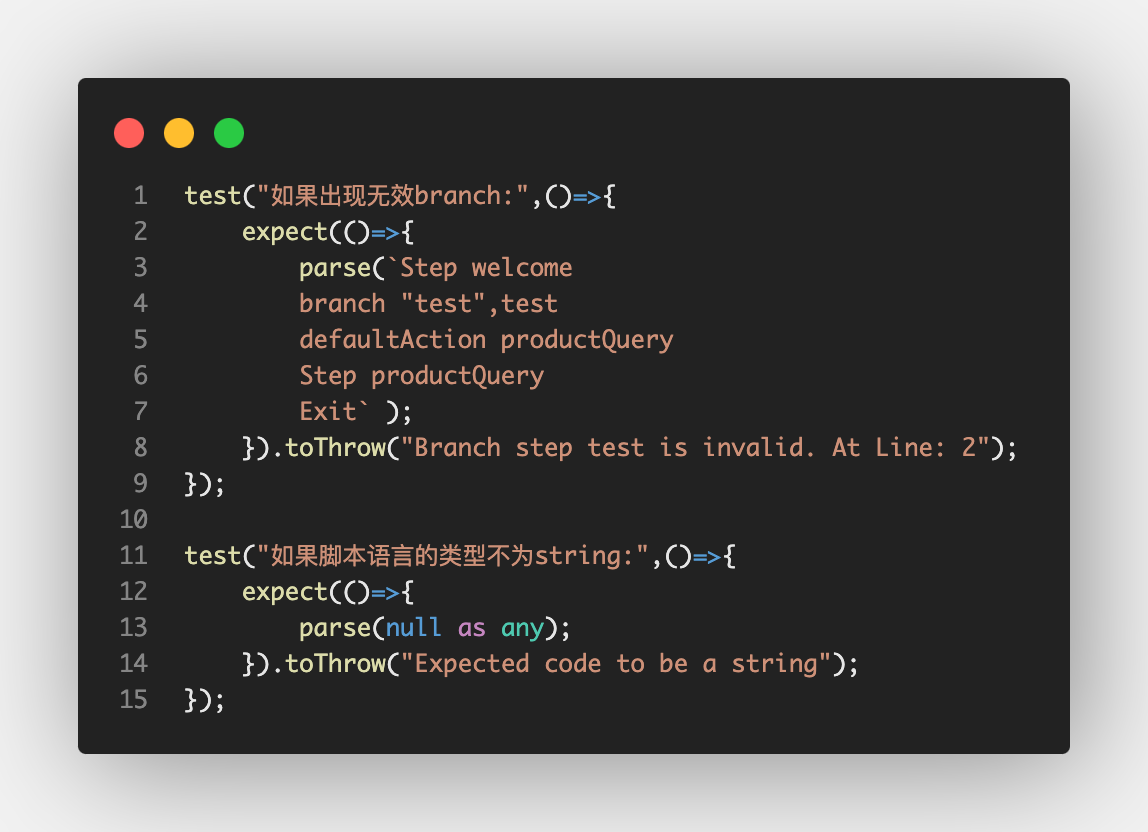 1 test("如果出现无效branch:",()=>{
2     expect(()=>{
3         parse(`Step welcome
4         branch "test",test
5         defaultAction productQuery
6         Step productQuery
7         Exit` );
8     }).toThrow("Branch step test is invalid. At Line: 2");
9 });
10
11 test("如果脚本语言的类型不为string:",()=>{
12     expect(()=>{
13         parse(null as any);
14     }).toThrow("Expected code to be a string");
15 });